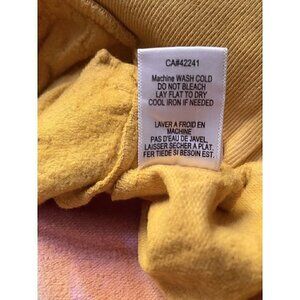 CA#42241
Machine WASH COLD
DO NOT BLEACH
LAY FLAT TO DRY
COOL IRON IF NEEDED
LAVER A FROID EN
MACHINE
PAS D'EAU DE JAVEL.
LAISSER SÉCHER A PLAT.
FER TIEDE SI BESOIN EST.